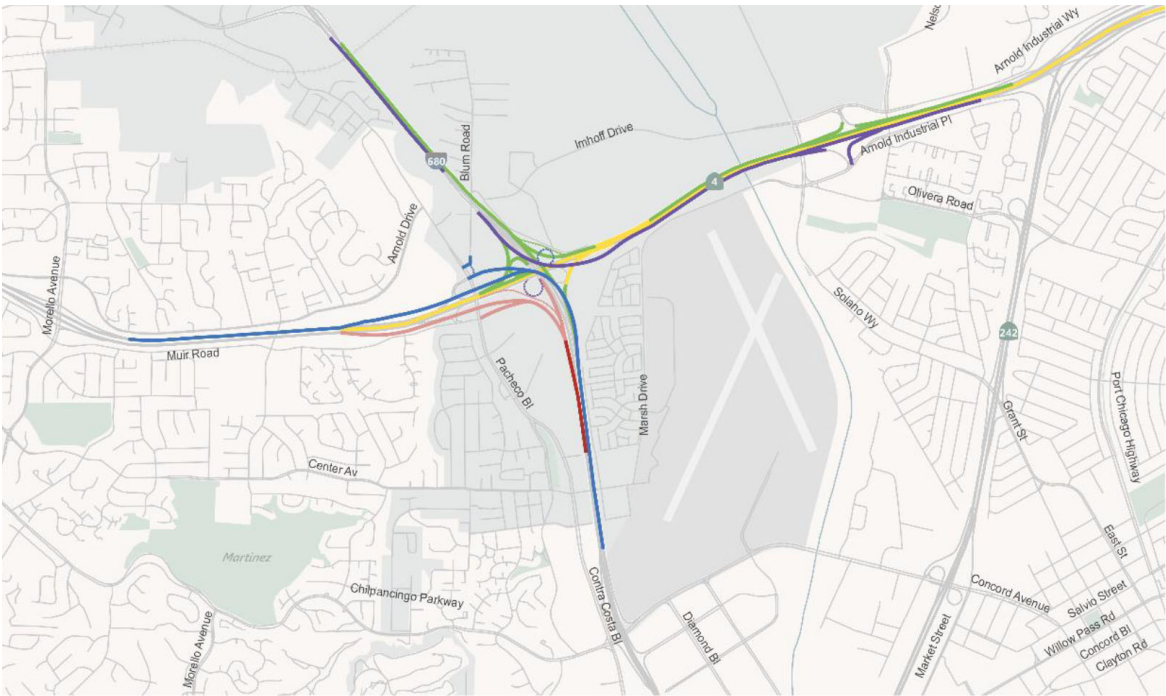 Nelso
Arnold Industrial Wy
680
Blum Road
Imhoff Drive
Arnold Industrial Pl
4
Olivera Road
Arnold Drive
Morello Avenue
Solano Wy
242
Muir Road
Pacheco Bl
Marsh Drive
Port Chicago Highway
Grant St
Center Av
Martinez
East St
Chilpancingo Parkway
Contra Costa Bl
Diamond Bl
Concord Avenue
Salvio Street
Willow Pass Rd
Concord Bl
Clayton Rd
Market Street
Morello Avenue